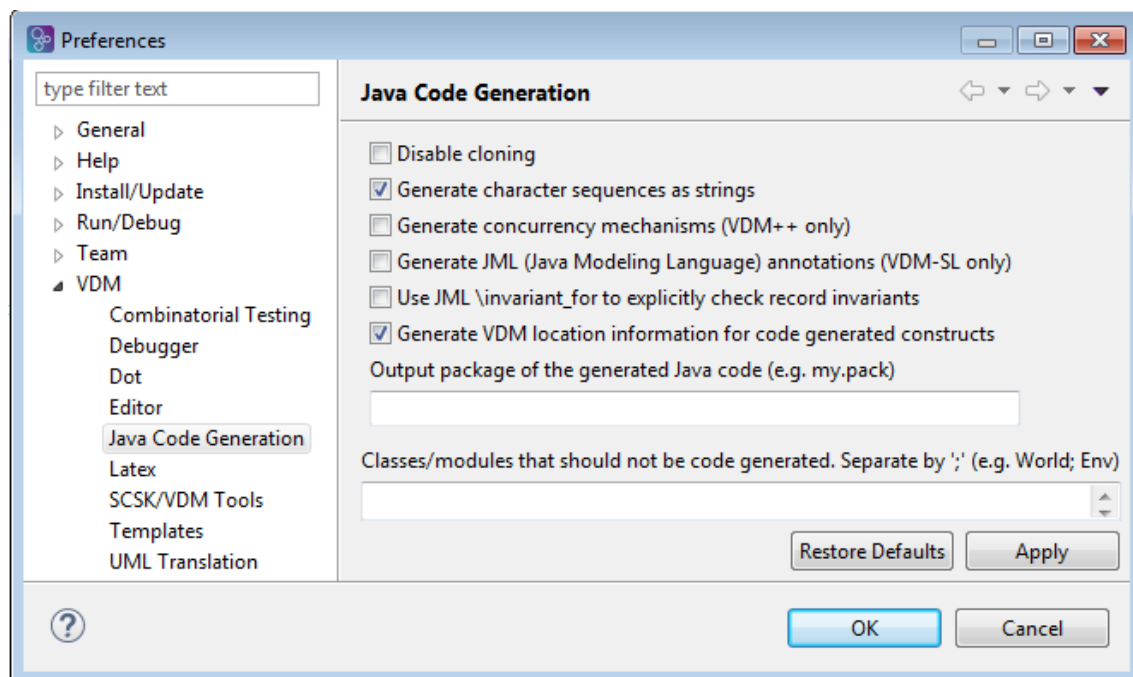 Preferences
type filter text
General
Help
Install/Update
Run/Debug
Team
VDM
Combinatorial Testing
Debugger
Dot
Editor
Java Code Generation
Latex
SCSK/VDM Tools
Templates
UML Translation
Java Code Generation
Disable cloning
Generate character sequences as strings
Generate concurrency mechanisms (VDM++ only)
Generate JML (Java Modeling Language) annotations (VDM-SL only)
Use JML \invariant_for to explicitly check record invariants
Generate VDM location information for code generated constructs
Output package of the generated Java code (e.g. my.pack)
Classes/modules that should not be code generated. Separate by ';' (e.g. World; Env)
Restore Defaults
Apply
?
OK
Cancel